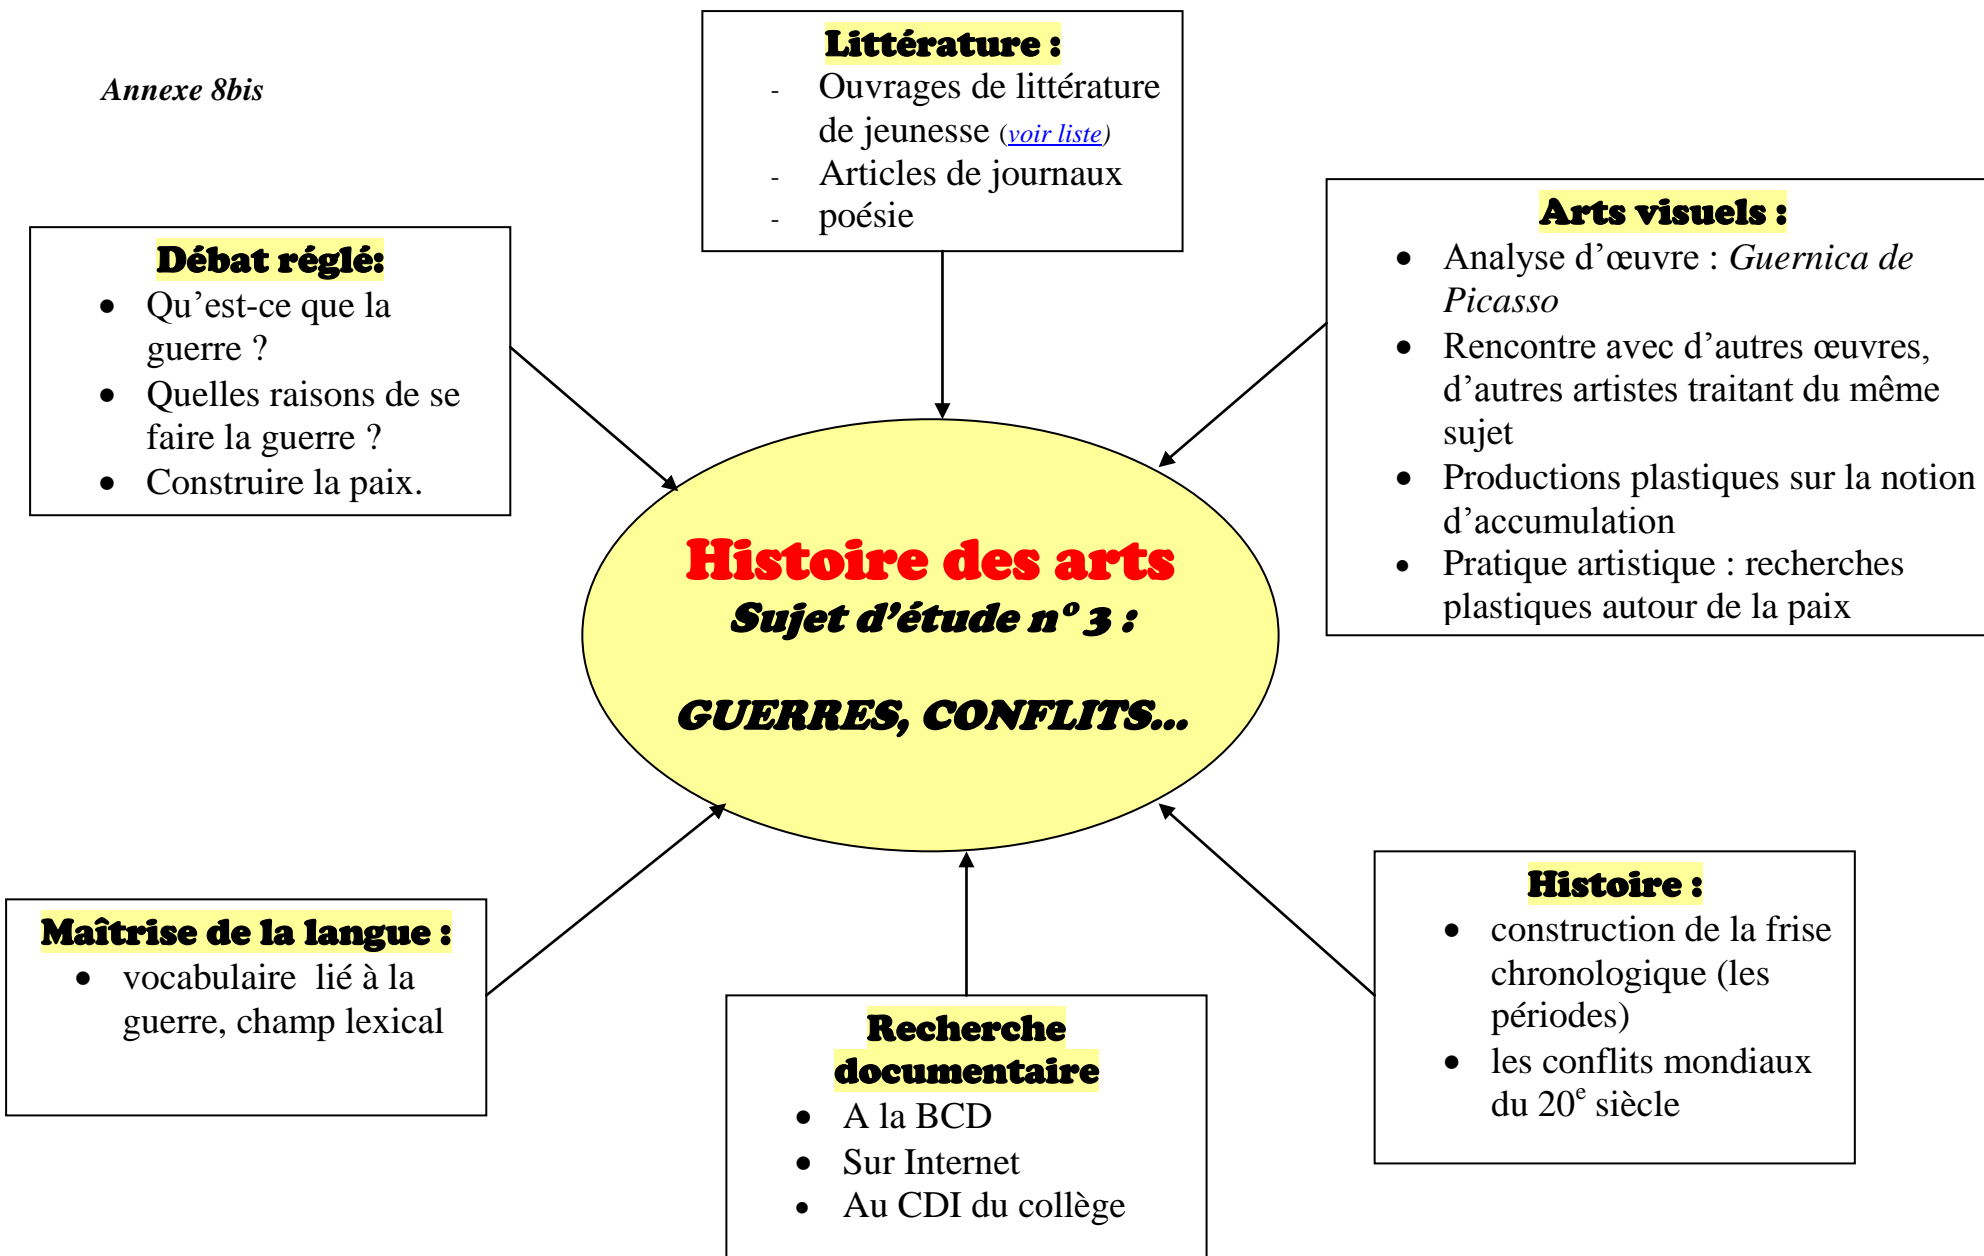 Annexe 8bis
Littérature :
- Ouvrages de littérature
de jeunesse (voir liste)
- Articles de journaux
- poésie
Débat réglé:
• Qu’est-ce que la
guerre ?
• Quelles raisons de se
faire la guerre ?
• Construire la paix.
Arts visuels :
• Analyse d’œuvre : Guernica de
Picasso
• Rencontre avec d’autres œuvres,
d’autres artistes traitant du même
sujet
• Productions plastiques sur la notion
d’accumulation
• Pratique artistique : recherches
plastiques autour de la paix
Histoire des arts
Sujet d’étude n° 3 :
GUERRES, CONFLITS…
Maîtrise de la langue :
• vocabulaire  lié à la
guerre, champ lexical
Recherche
documentaire
• A la BCD
• Sur Internet
• Au CDI du collège
Histoire :
• construction de la frise
chronologique (les
périodes)
• les conflits mondiaux
du 20e siècle